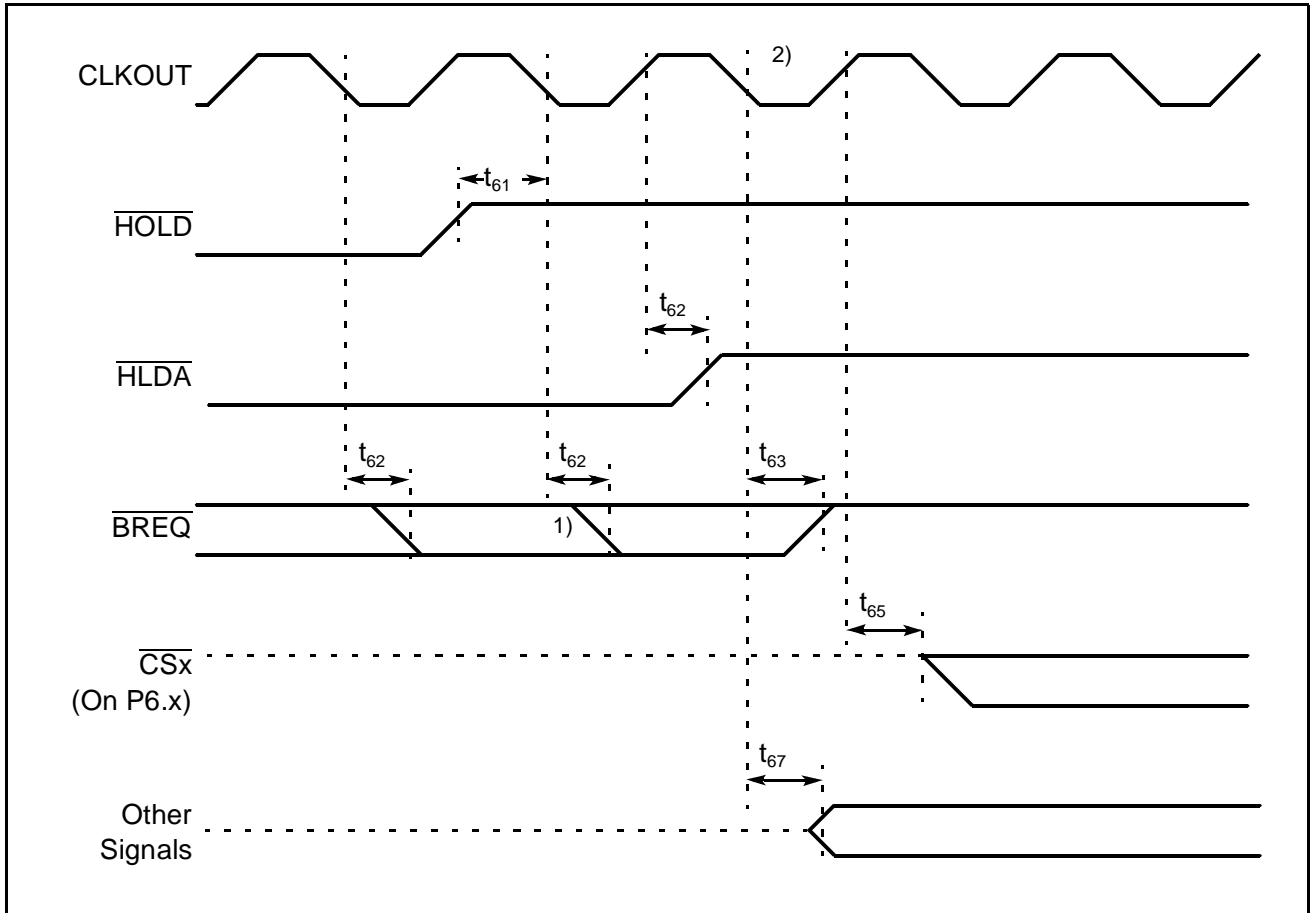 CLKOUT
2)
t61
HOLD
t62
HLDA
t62
t62
t63
BREQ
1)
t65
CSx
(On P6.x)
t67
Other
Signals